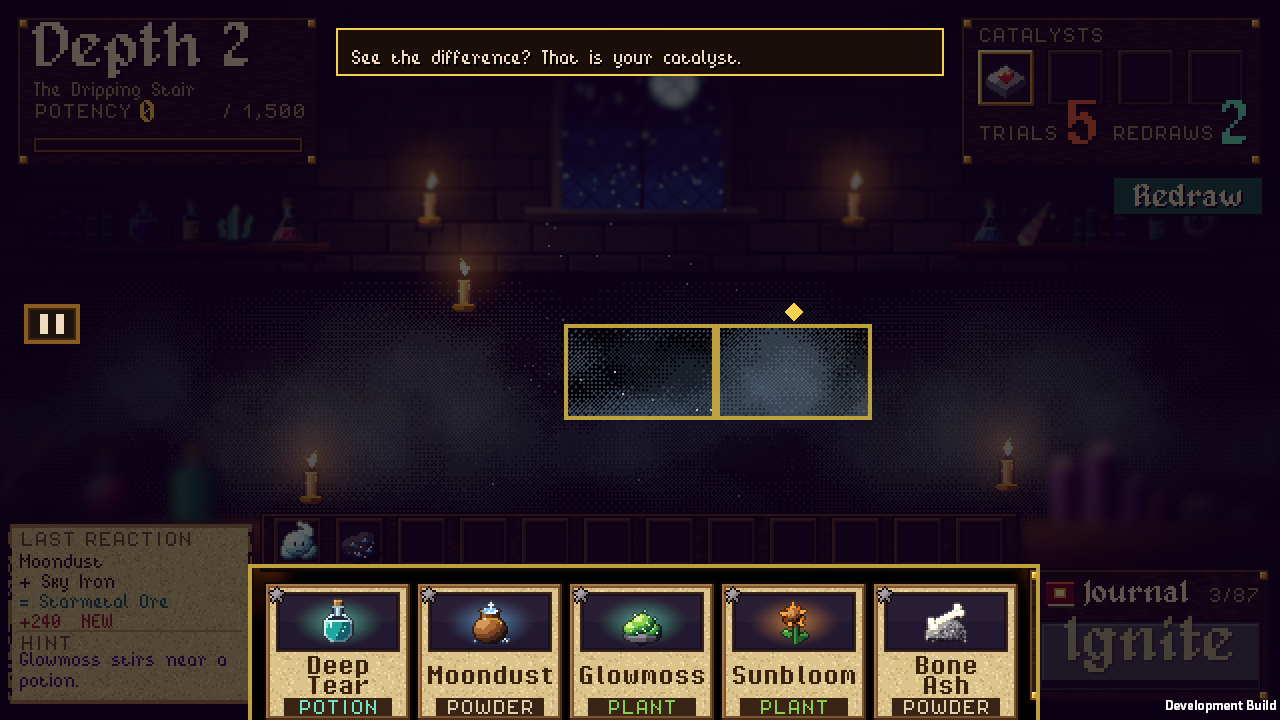 Depth 2
The Dripping Stair
POTENCY 0 / 1,500
See the difference? That is your catalyst.
CATALYSTS
TRIALS 5 REDRAWS 2
Redraw
LAST REACTION
Moondust
+ Sky Iron
= Starmetal Ore
+240 NEW
HINT
Glowmoss stirs near a
potion.
Deep
Tear
POTION
Moondust
POWDER
Glowmoss
PLANT
Sunbloom
PLANT
Bone
Ash
POWDER
Journal 3/87
Ignite
Development Build